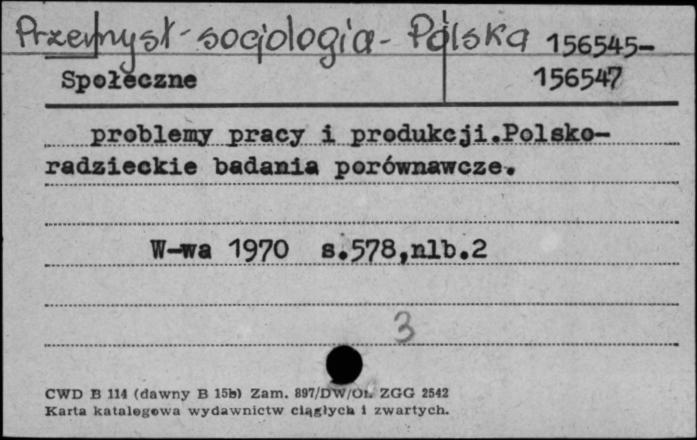 Przemysł-socjologia-Polska 156545-
Społeczne 156547
problemy pracy i produkcji.Polsko-
radzieckie badania porównawcze.
W-wa 1970 s.578,nlb.2
3
CWD B 114 (dawny B 15b) Zam. 897/DW/Oł. ZGG 2542
Karta katalogowa wydawnictw ciągłych i zwartych.